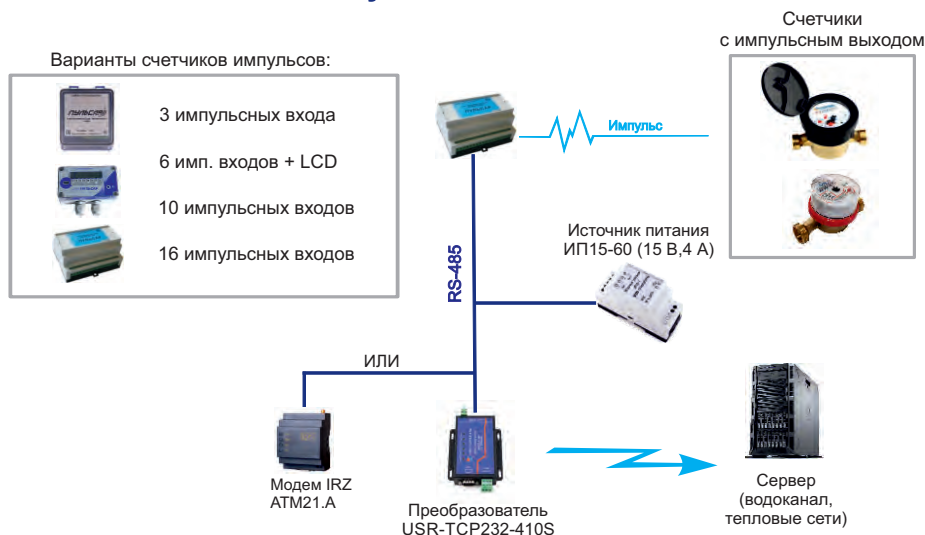 Счетчики
с импульсным выходом
Варианты счетчиков импульсов:
ПУЛЬСАР
3 импульсных входа
6 имп. входов + LCD
10 импульсных входов
16 импульсных входов
Импульс
Источник питания
ИП15-60 (15 В,4 А)
RS-485
ИЛИ
Модем IRZ
ATM21.A
Преобразователь
USR-TCP232-410S
Сервер
(водоканал,
тепловые сети)